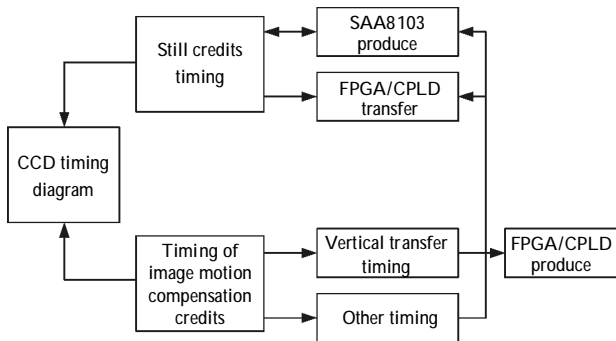 Still credits
timing
SAA8103
produce
FPGA/CPLD
transfer
CCD timing
diagram
Timing of
image motion
compensation
credits
Vertical transfer
timing
FPGA/CPLD
produce
Other timing